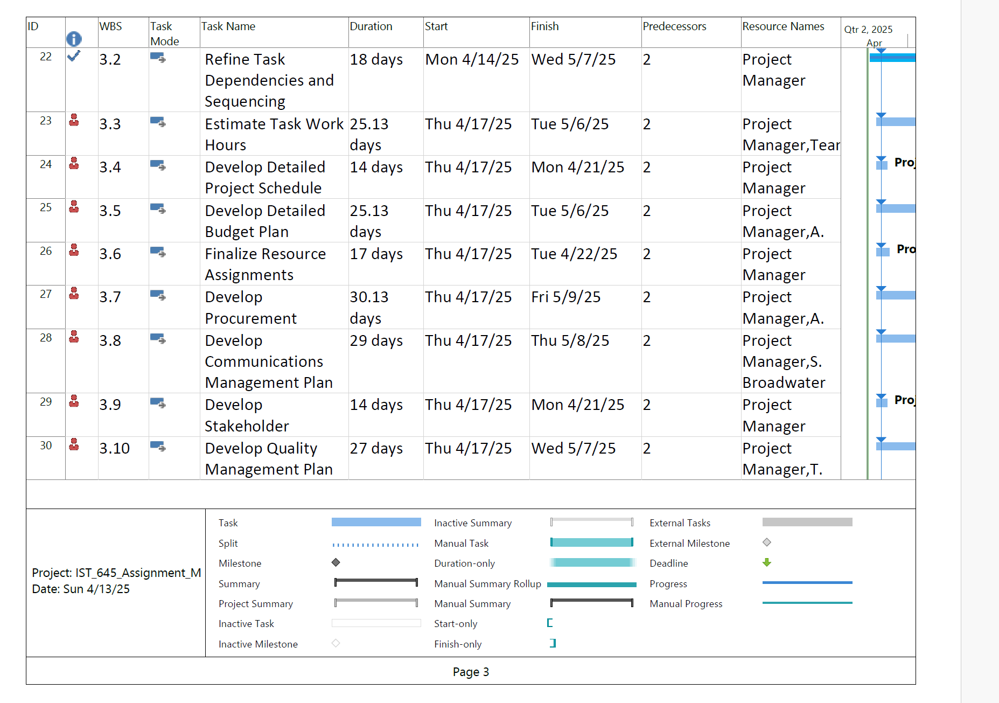 ID WBS Task Mode Task Name Duration Start Finish Predecessors Resource Names Qtr 2, 2025
Apr
22 3.2 Refine Task Dependencies and Sequencing 18 days Mon 4/14/25 Wed 5/7/25 2 Project Manager
23 3.3 Estimate Task Work Hours 25.13 days Thu 4/17/25 Tue 5/6/25 2 Project Manager,Tear
24 3.4 Develop Detailed Project Schedule 14 days Thu 4/17/25 Mon 4/21/25 2 Project Manager Proj
25 3.5 Develop Detailed Budget Plan 25.13 days Thu 4/17/25 Tue 5/6/25 2 Project Manager,A.
26 3.6 Finalize Resource Assignments 17 days Thu 4/17/25 Tue 4/22/25 2 Project Manager Pro
27 3.7 Develop Procurement 30.13 days Thu 4/17/25 Fri 5/9/25 2 Project Manager,A.
28 3.8 Develop Communications Management Plan 29 days Thu 4/17/25 Thu 5/8/25 2 Project Manager,S. Broadwater
29 3.9 Develop Stakeholder 14 days Thu 4/17/25 Mon 4/21/25 2 Project Manager Proj
30 3.10 Develop Quality Management Plan 27 days Thu 4/17/25 Wed 5/7/25 2 Project Manager,T.
Project: IST_645_Assignment_M
Date: Sun 4/13/25
Task
Split
Milestone
Summary
Project Summary
Inactive Task
Inactive Milestone
Inactive Summary
Manual Task
Duration-only
Manual Summary Rollup
Manual Summary
Start-only
Finish-only
External Tasks
External Milestone
Deadline
Progress
Manual Progress
Page 3